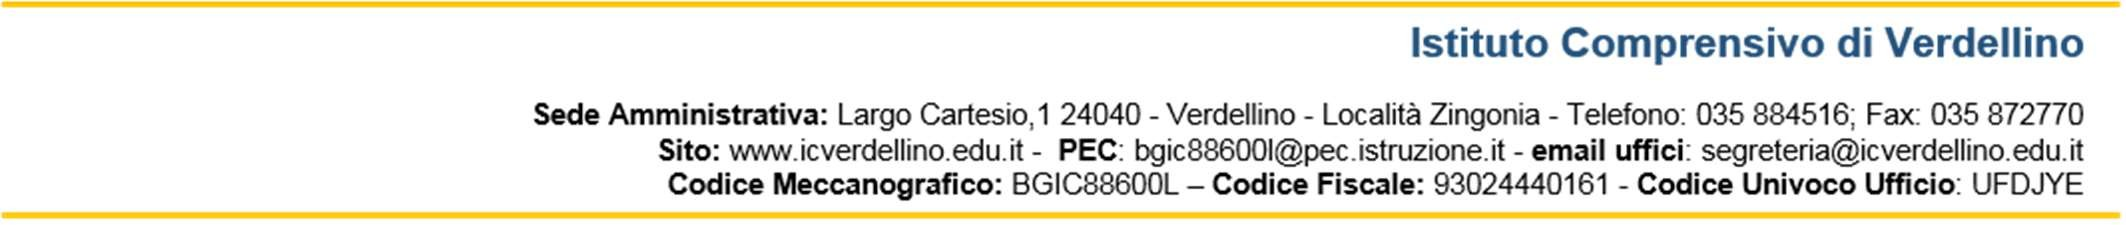 Istituto Comprensivo di Verdellino
Sede Amministrativa: Largo Cartesio,1 24040 - Verdellino - Località Zingonia - Telefono: 035 884516; Fax: 035 872770
Sito: www.icverdellino.edu.it - PEC: bgic88600l@pec.istruzione.it - email uffici: segreteria@icverdellino.edu.it
Codice Meccanografico: BGIC88600L – Codice Fiscale: 93024440161 - Codice Univoco Ufficio: UFDJYE